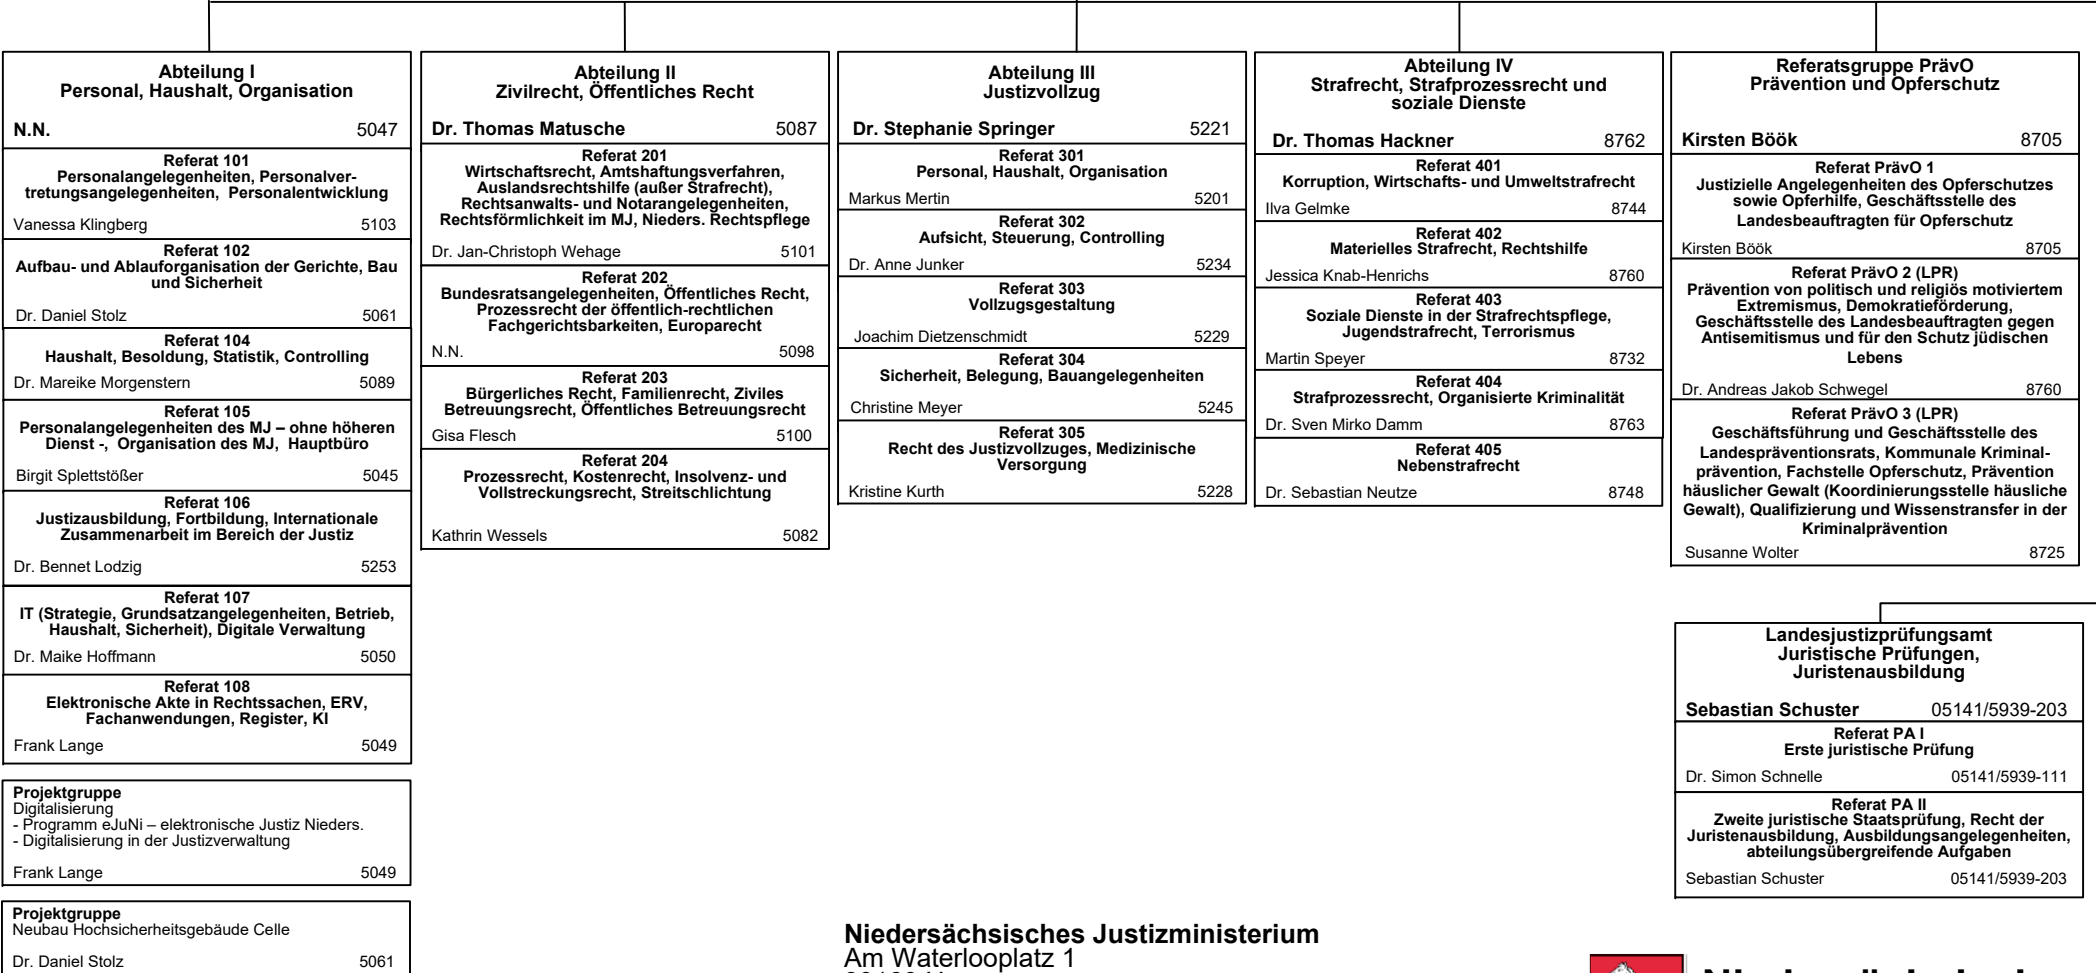 Abteilung I
Personal, Haushalt, Organisation
N.N. 5047
Referat 101
Personalangelegenheiten, Personalver-
tretungsangelegenheiten, Personalentwicklung
Vanessa Klingberg 5103
Referat 102
Aufbau- und Ablauforganisation der Gerichte, Bau
und Sicherheit
Dr. Daniel Stolz 5061
Referat 104
Haushalt, Besoldung, Statistik, Controlling
Dr. Mareike Morgenstern 5089
Referat 105
Personalangelegenheiten des MJ – ohne höheren
Dienst -, Organisation des MJ, Hauptbüro
Birgit Splettstößer 5045
Referat 106
Justizausbildung, Fortbildung, Internationale
Zusammenarbeit im Bereich der Justiz
Dr. Bennet Lodzig 5253
Referat 107
IT (Strategie, Grundsatzangelegenheiten, Betrieb,
Haushalt, Sicherheit), Digitale Verwaltung
Dr. Maike Hoffmann 5050
Referat 108
Elektronische Akte in Rechtssachen, ERV,
Fachanwendungen, Register, KI
Frank Lange 5049
Projektgruppe
Digitalisierung
- Programm eJuNi – elektronische Justiz Nieders.
- Digitalisierung in der Justizverwaltung
Frank Lange 5049
Projektgruppe
Neubau Hochsicherheitsgebäude Celle
Dr. Daniel Stolz 5061
Abteilung II
Zivilrecht, Öffentliches Recht
Dr. Thomas Matusche 5087
Referat 201
Wirtschaftsrecht, Amtshaftungsverfahren,
Auslandsrechtshilfe (außer Strafrecht),
Rechtsanwalts- und Notarangelegenheiten,
Rechtsförmlichkeit im MJ, Nieders. Rechtspflege
Dr. Jan-Christoph Wehage 5101
Referat 202
Bundesratsangelegenheiten, Öffentliches Recht,
Prozessrecht der öffentlich-rechtlichen
Fachgerichtsbarkeiten, Europarecht
N.N. 5098
Referat 203
Bürgerliches Recht, Familienrecht, Ziviles
Betreuungsrecht, Öffentliches Betreuungsrecht
Gisa Flesch 5100
Referat 204
Prozessrecht, Kostenrecht, Insolvenz- und
Vollstreckungsrecht, Streitschlichtung
Kathrin Wessels 5082
Abteilung III
Justizvollzug
Dr. Stephanie Springer 5221
Referat 301
Personal, Haushalt, Organisation
Markus Mertin 5201
Referat 302
Aufsicht, Steuerung, Controlling
Dr. Anne Junker 5234
Referat 303
Vollzugsgestaltung
Joachim Dietzenschmidt 5229
Referat 304
Sicherheit, Belegung, Bauangelegenheiten
Christine Meyer 5245
Referat 305
Recht des Justizvollzuges, Medizinische
Versorgung
Kristine Kurth 5228
Abteilung IV
Strafrecht, Strafprozessrecht und
soziale Dienste
Dr. Thomas Hackner 8762
Referat 401
Korruption, Wirtschafts- und Umweltstrafrecht
Ilva Gelmke 8744
Referat 402
Materielles Strafrecht, Rechtshilfe
Jessica Knab-Henrichs 8760
Referat 403
Soziale Dienste in der Strafrechtspflege,
Jugendstrafrecht, Terrorismus
Martin Speyer 8732
Referat 404
Strafprozessrecht, Organisierte Kriminalität
Dr. Sven Mirko Damm 8763
Referat 405
Nebenstrafrecht
Dr. Sebastian Neutze 8748
Referatsgruppe PrävO
Prävention und Opferschutz
Kirsten Böök 8705
Referat PrävO 1
Justizielle Angelegenheiten des Opferschutzes
sowie Opferhilfe, Geschäftsstelle des
Landesbeauftragten für Opferschutz
Kirsten Böök 8705
Referat PrävO 2 (LPR)
Prävention von politisch und religiös motiviertem
Extremismus, Demokratieförderung,
Geschäftsstelle des Landesbeauftragten gegen
Antisemitismus und für den Schutz jüdischen
Lebens
Dr. Andreas Jakob Schwegel 8760
Referat PrävO 3 (LPR)
Geschäftsführung und Geschäftsstelle des
Landespräventionsrats, Kommunale Kriminal-
prävention, Fachstelle Opferschutz, Prävention
häuslicher Gewalt (Koordinierungsstelle häusliche
Gewalt), Qualifizierung und Wissenstransfer in der
Kriminalprävention
Susanne Wolter 8725
Landesjustizprüfungsamt
Juristische Prüfungen,
Juristenausbildung
Sebastian Schuster 05141/5939-203
Referat PA I
Erste juristische Prüfung
Dr. Simon Schnelle 05141/5939-111
Referat PA II
Zweite juristische Staatsprüfung, Recht der
Juristenausbildung, Ausbildungsangelegenheiten,
abteilungsübergreifende Aufgaben
Sebastian Schuster 05141/5939-203
Niedersächsisches Justizministerium
Am Waterlooplatz 1